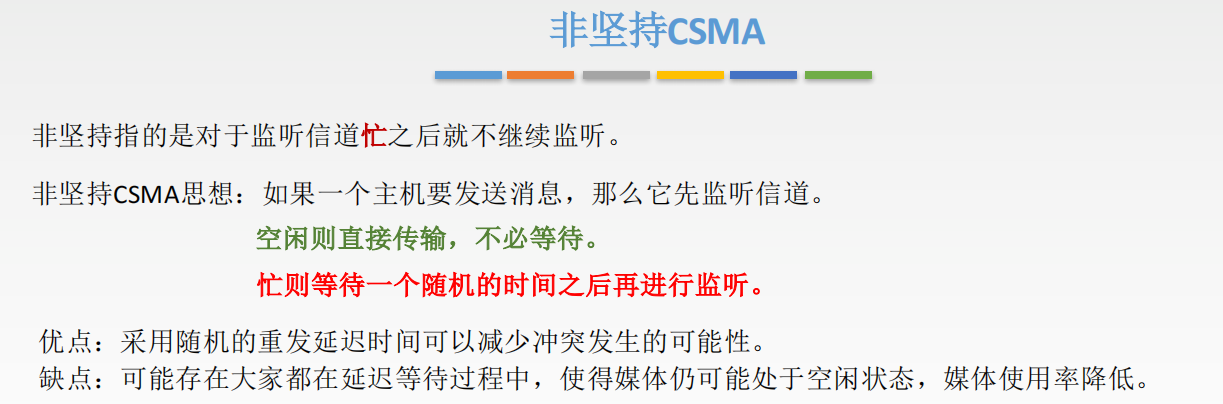 非坚持CSMA
非坚持指的是对于监听信道忙之后就不继续监听。
非坚持CSMA思想：如果一个主机要发送消息，那么它先监听信道。
空闲则直接传输，不必等待。
忙则等待一个随机的时间之后再进行监听。
优点：采用随机的重发延迟时间可以减少冲突发生的可能性。
缺点：可能存在大家都在延迟等待过程中，使得媒体仍可能处于空闲状态，媒体使用率降低。